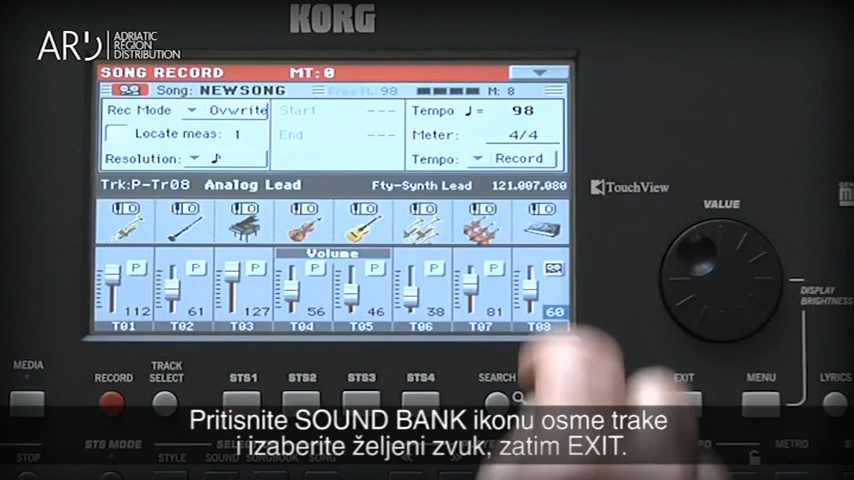 KORG
ARD
ADRIATIC
REGION
DISTRIBUTION
SONG RECORD MT: 0
Song: NEWSONG Free M. 98 M: 8
Rec Mode Ovwrite Start: --- Tempo ♩= 98
Locate meas: 1 End: --- Meter: 4/4
Resolution: ♪ Tempo: Record
Trk:P-Tr08 Analog Lead Fty-Synth Lead 121.007.080
TouchView
VALUE
Volume
P P P P P P P
112 61 127 56 46 38 81 60
T01 T02 T03 T04 T05 T06 T07 T08
DISPLAY
BRIGHTNESS
MEDIA RECORD TRACK SELECT STS1 STS2 STS3 STS4 SEARCH EXIT MENU LYRICS
Pritisnite SOUND BANK ikonu osme trake
i izaberite željeni zvuk, zatim EXIT.
STS MODE METRO
STYLE SOUND SONGBOOK SONG